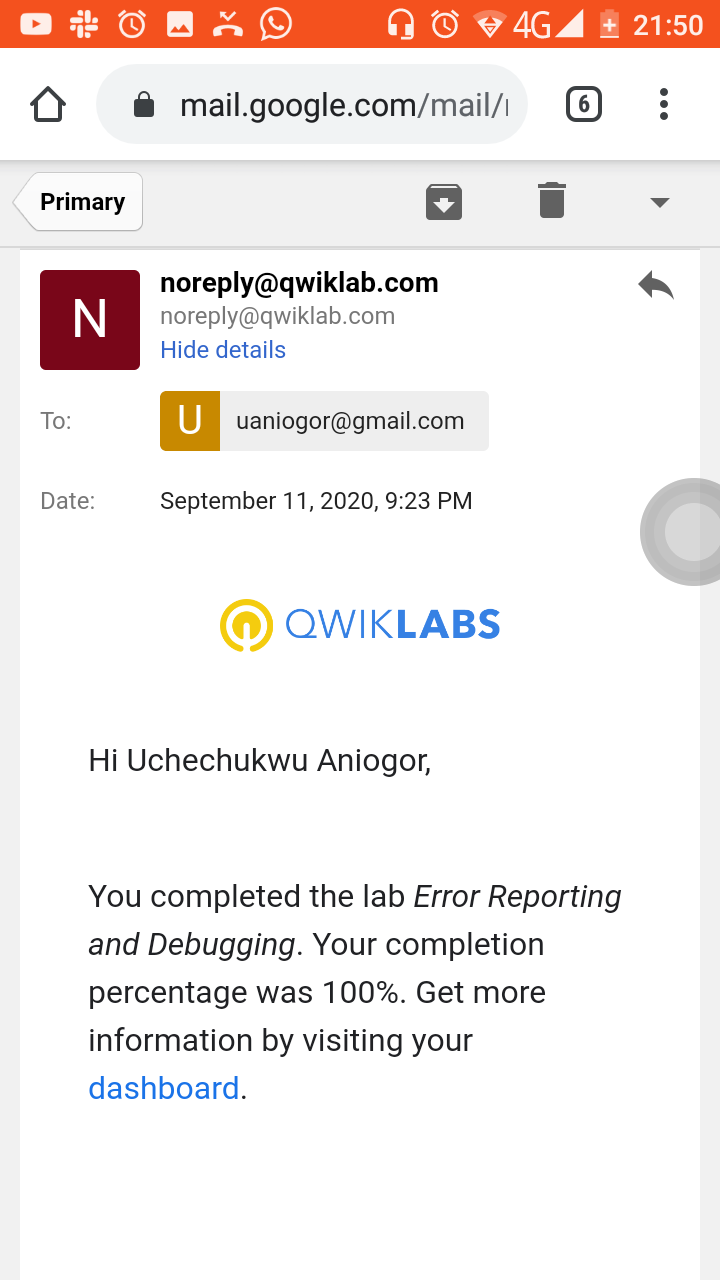 4G 21:50
mail.google.com/mail/
6
Primary
N
noreply@qwiklab.com
noreply@qwiklab.com
Hide details
To: U uaniogor@gmail.com
Date: September 11, 2020, 9:23 PM
QWIKLABS
Hi Uchechukwu Aniogor,
You completed the lab Error Reporting
and Debugging. Your completion
percentage was 100%. Get more
information by visiting your
dashboard.